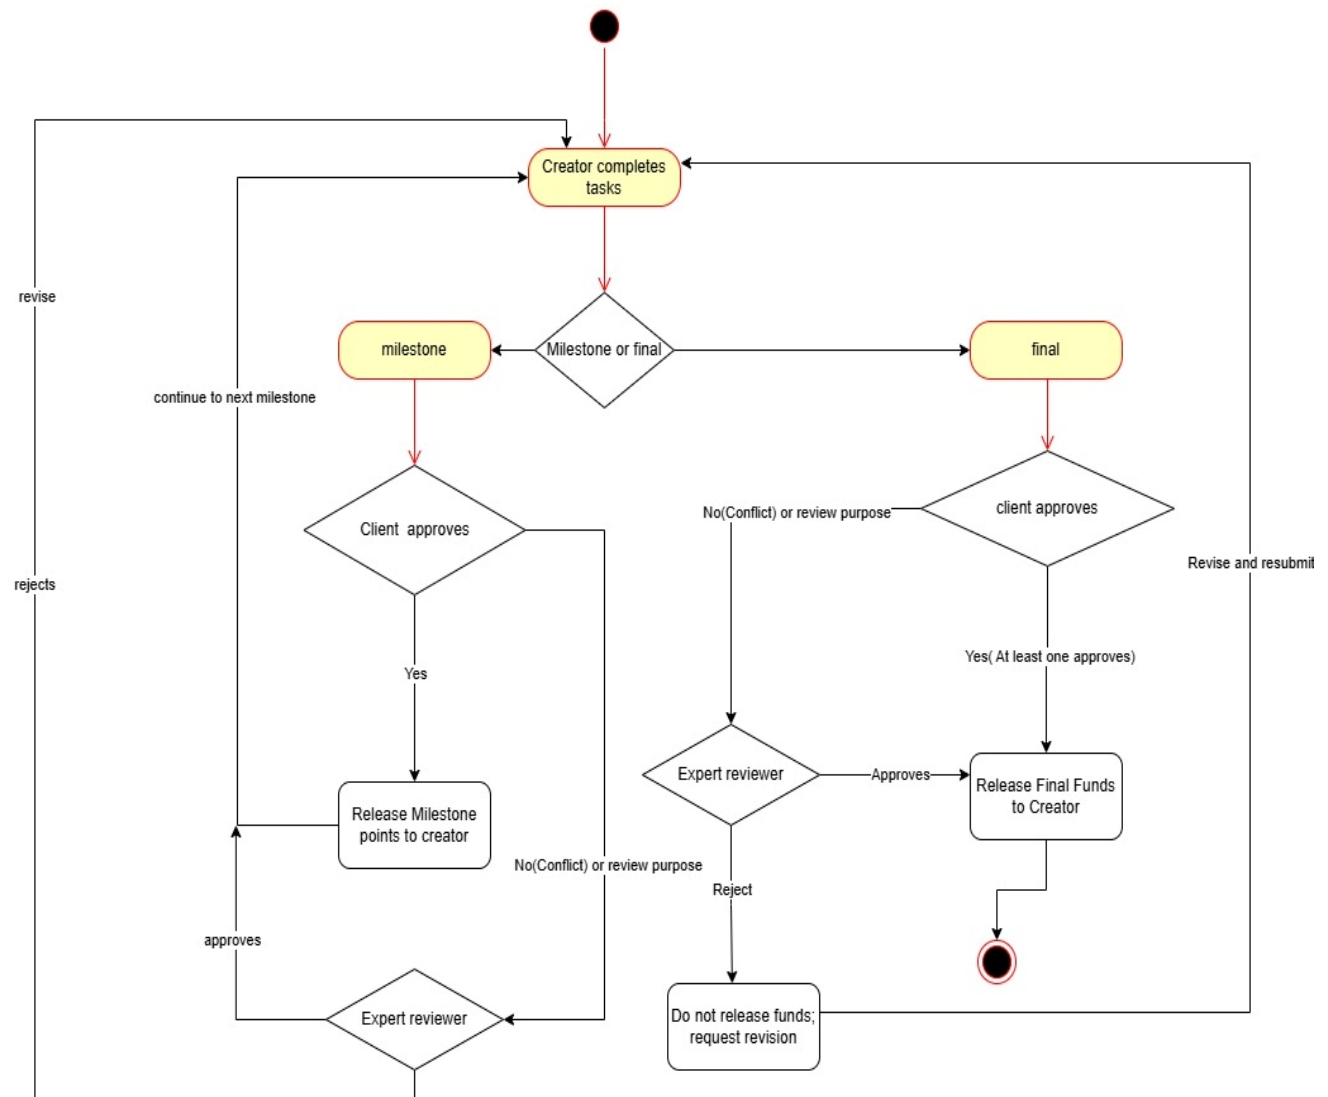 Creator completes
tasks
revise
milestone
Milestone or final
final
continue to next milestone
Client  approves
client approves
No(Conflict) or review purpose
Revise and resubmit
rejects
Yes
Yes( At least one approves)
Expert reviewer
Approves
Release Final Funds
to Creator
Release Milestone
points to creator
No(Conflict) or review purpose
Reject
approves
Expert reviewer
Do not release funds;
request revision